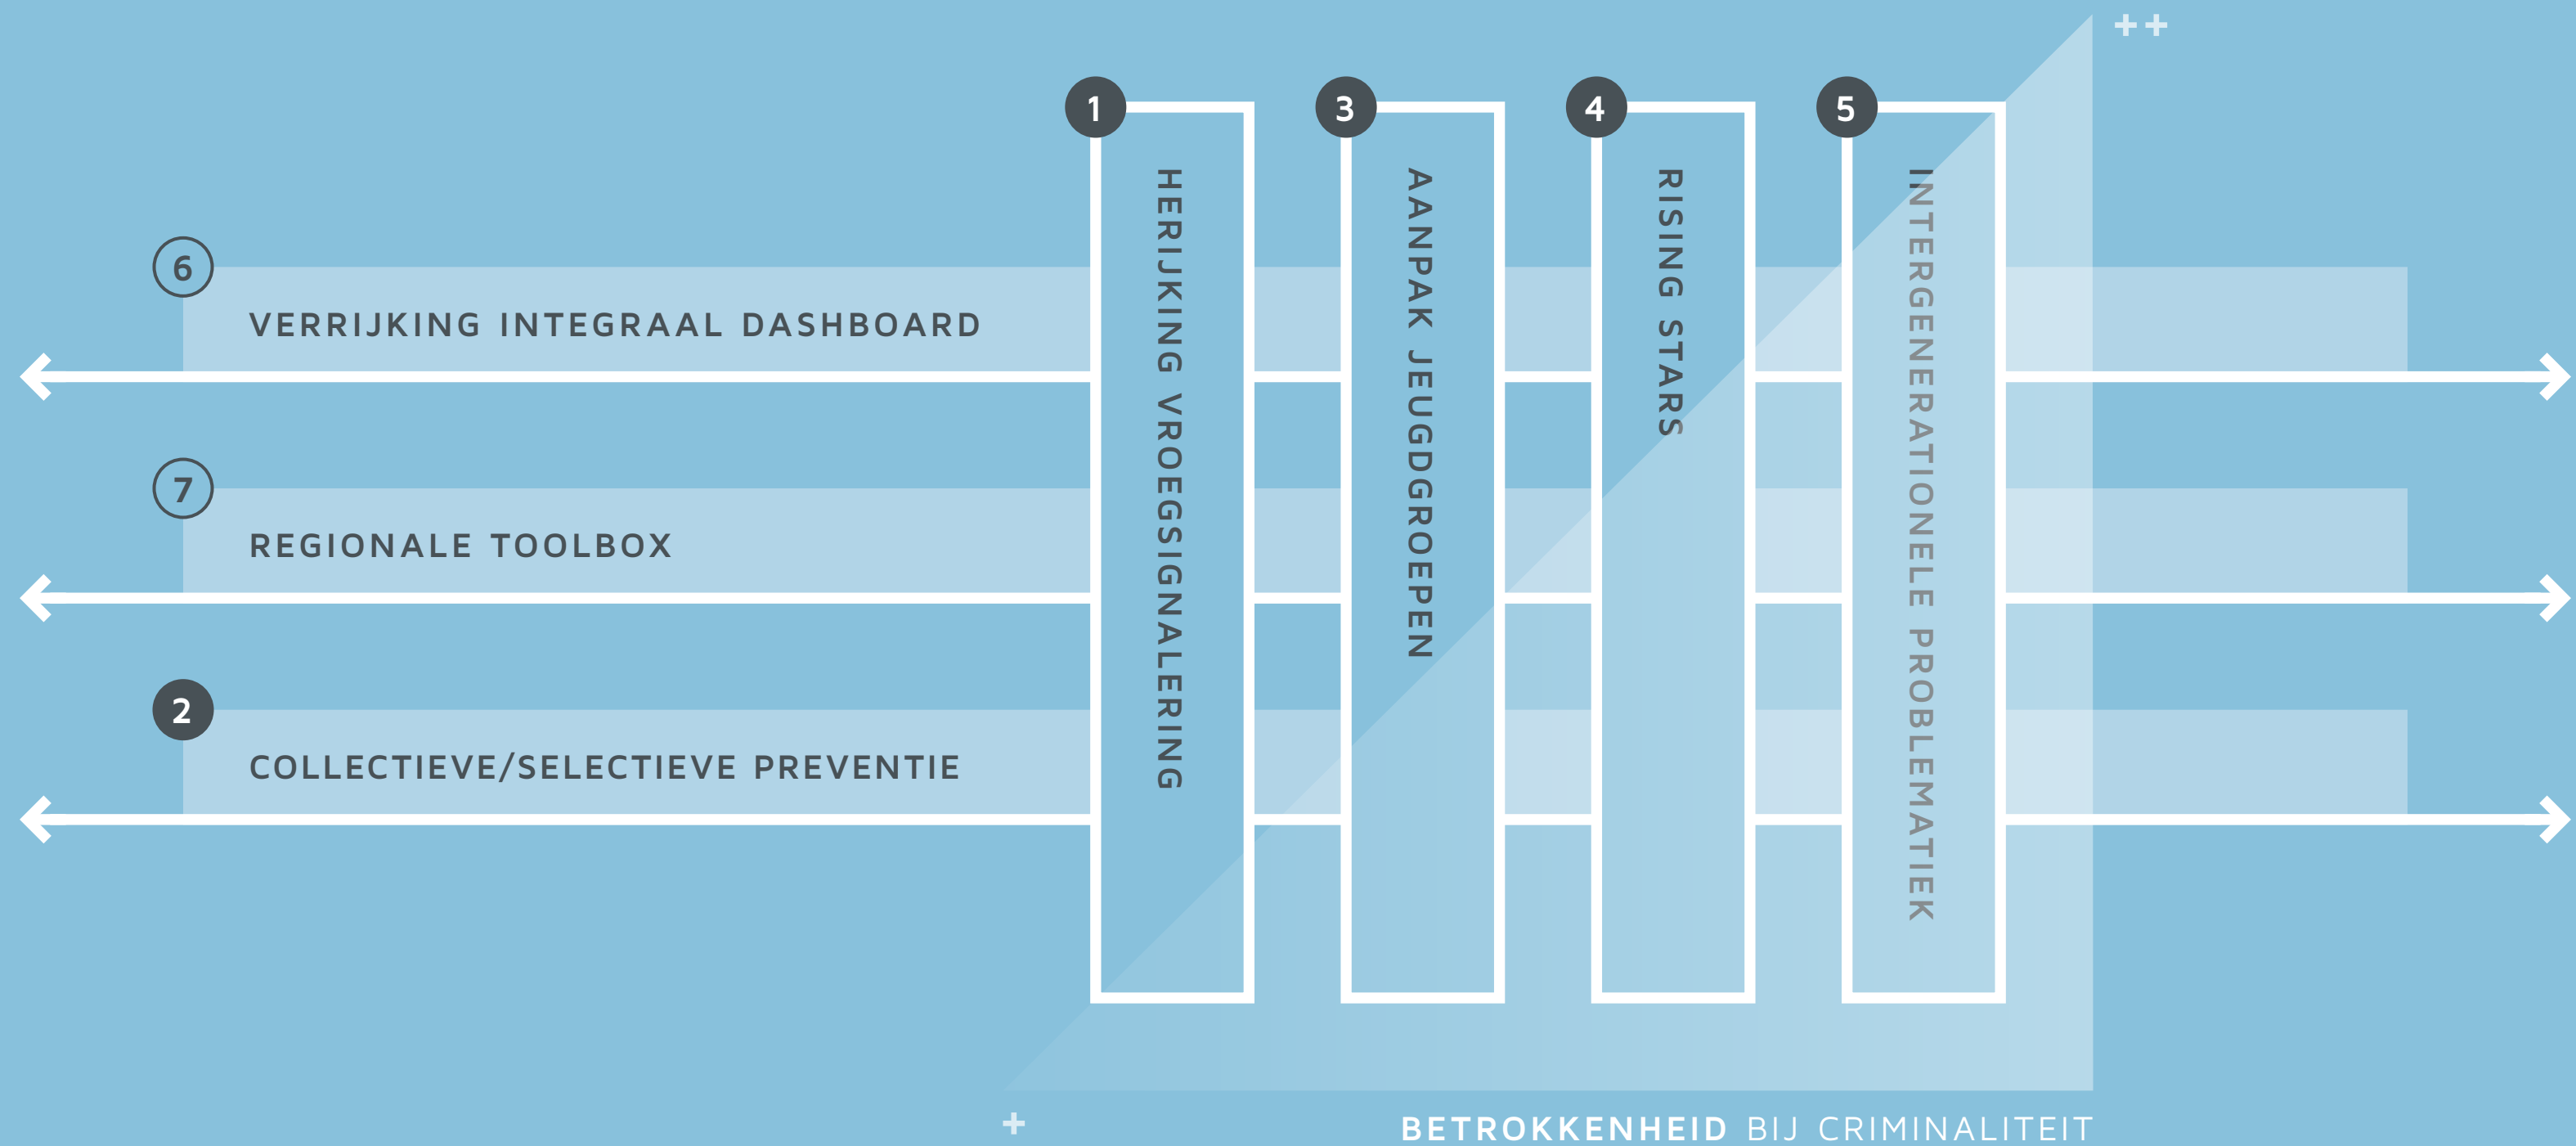 ++
1
HERIJKING VROEGSIGNALERING
3
AANPAK JEUGDGROEPEN
4
RISING STARS
5
INTERGENERATIONELE PROBLEMATIEK
6
VERRIJKING INTEGRAAL DASHBOARD
7
REGIONALE TOOLBOX
2
COLLECTIEVE/SELECTIEVE PREVENTIE
+
BETROKKENHEID BIJ CRIMINALITEIT